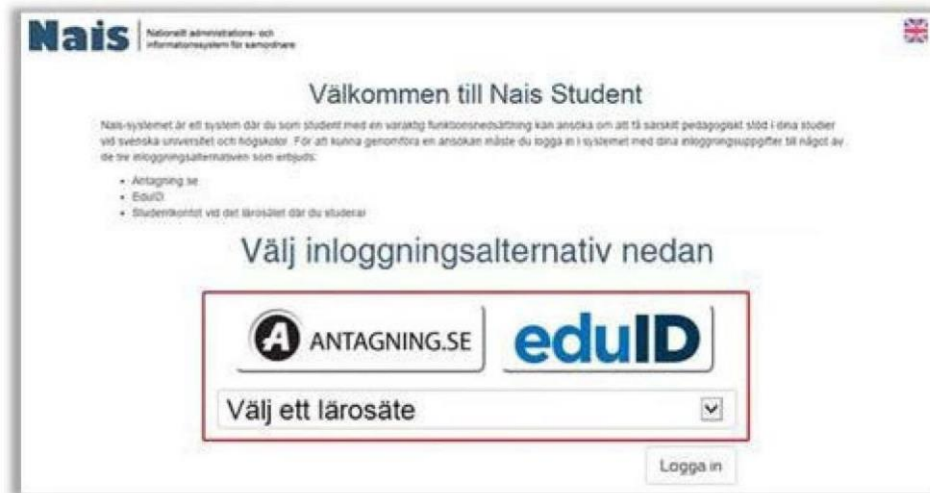 Nais
Nationellt administrations- och
informationssystem för samordnare
Välkommen till Nais Student
Nais-systemet är ett system där du som student med en varaktig funktionsnedsättning kan ansöka om att få särskilt pedagogiskt stöd i dina studier
vid svenska universitet och högskolor. För att kunna genomföra en ansökan måste du logga in i systemet med dina inloggningsuppgifter till något av
de tre inloggningsalternativen som erbjuds:
• Antagning.se
• EduID
• Studentkontot vid det lärosätet där du studerar
Välj inloggningsalternativ nedan
A ANTAGNING.SE
eduID
Välj ett lärosäte
Logga in